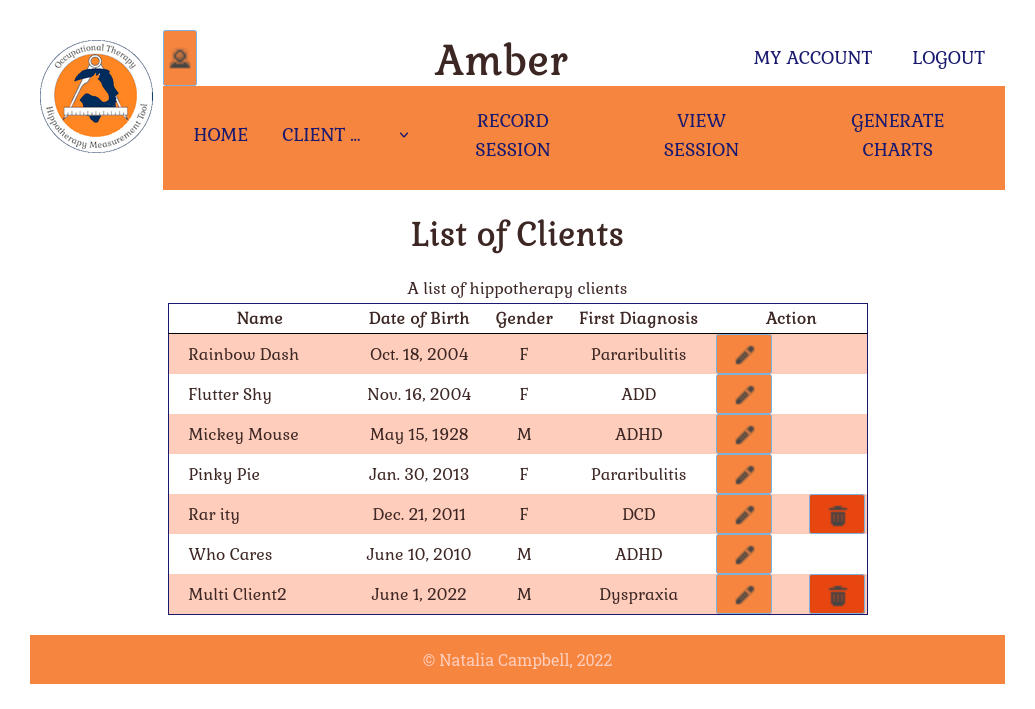 Occupational Therapy
Hippotherapy Measurement Tool
Amber
MY ACCOUNT LOGOUT
HOME CLIENT ... RECORD SESSION VIEW SESSION GENERATE CHARTS
List of Clients
A list of hippotherapy clients
Name Date of Birth Gender First Diagnosis Action
Rainbow Dash Oct. 18, 2004 F Pararibulitis
Flutter Shy Nov. 16, 2004 F ADD
Mickey Mouse May 15, 1928 M ADHD
Pinky Pie Jan. 30, 2013 F Pararibulitis
Rar ity Dec. 21, 2011 F DCD
Who Cares June 10, 2010 M ADHD
Multi Client2 June 1, 2022 M Dyspraxia
© Natalia Campbell, 2022